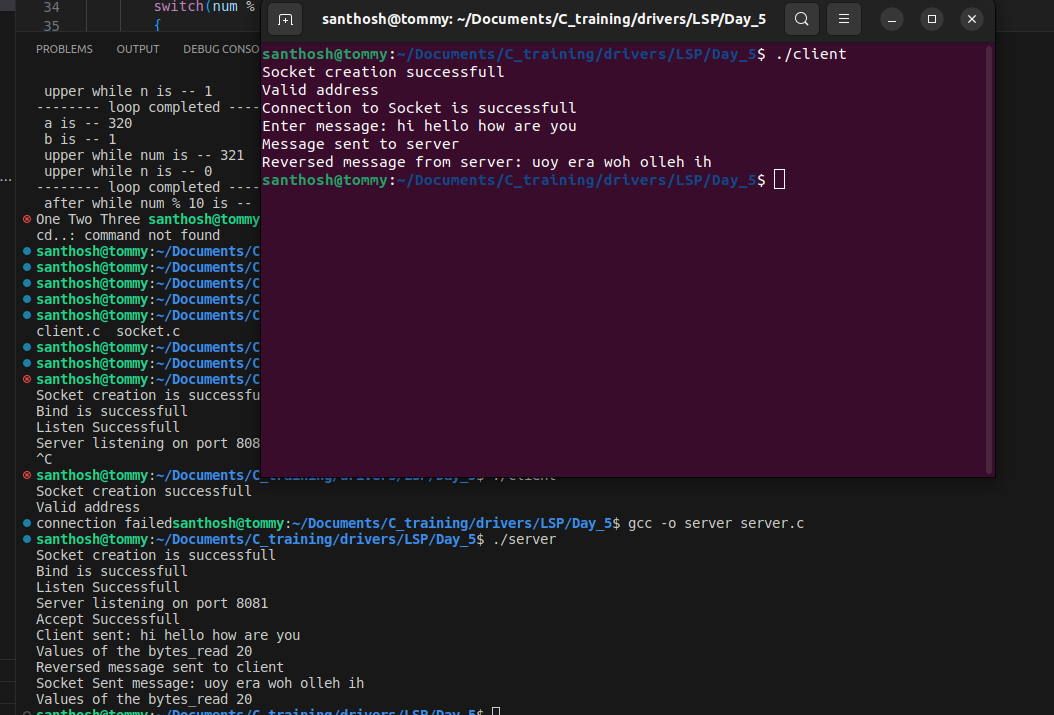 34 switch(num %
35 {
PROBLEMS OUTPUT DEBUG CONSO
upper while n is -- 1
-------- loop completed ----
a is -- 320
b is -- 1
upper while num is -- 321
upper while n is -- 0
-------- loop completed ----
after while num % 10 is --
One Two Three santhosh@tommy
cd..: command not found
santhosh@tommy:~/Documents/C
santhosh@tommy:~/Documents/C
santhosh@tommy:~/Documents/C
santhosh@tommy:~/Documents/C
santhosh@tommy:~/Documents/C
client.c socket.c
santhosh@tommy:~/Documents/C
santhosh@tommy:~/Documents/C
santhosh@tommy:~/Documents/C
Socket creation is successfu
Bind is successfull
Listen Successfull
Server listening on port 808
^C
santhosh@tommy:~/Documents/C_training/drivers/LSP/Day_5$ ./client
Socket creation successfull
Valid address
connection failedsanthosh@tommy:~/Documents/C_training/drivers/LSP/Day_5$ gcc -o server server.c
santhosh@tommy:~/Documents/C_training/drivers/LSP/Day_5$ ./server
Socket creation is successfull
Bind is successfull
Listen Successfull
Server listening on port 8081
Accept Successfull
Client sent: hi hello how are you
Values of the bytes_read 20
Reversed message sent to client
Socket Sent message: uoy era woh olleh ih
Values of the bytes_read 20
santhosh@tommy:~/Documents/C_training/drivers/LSP/Day_5$
santhosh@tommy: ~/Documents/C_training/drivers/LSP/Day_5
santhosh@tommy:~/Documents/C_training/drivers/LSP/Day_5$ ./client
Socket creation successfull
Valid address
Connection to Socket is successfull
Enter message: hi hello how are you
Message sent to server
Reversed message from server: uoy era woh olleh ih
santhosh@tommy:~/Documents/C_training/drivers/LSP/Day_5$